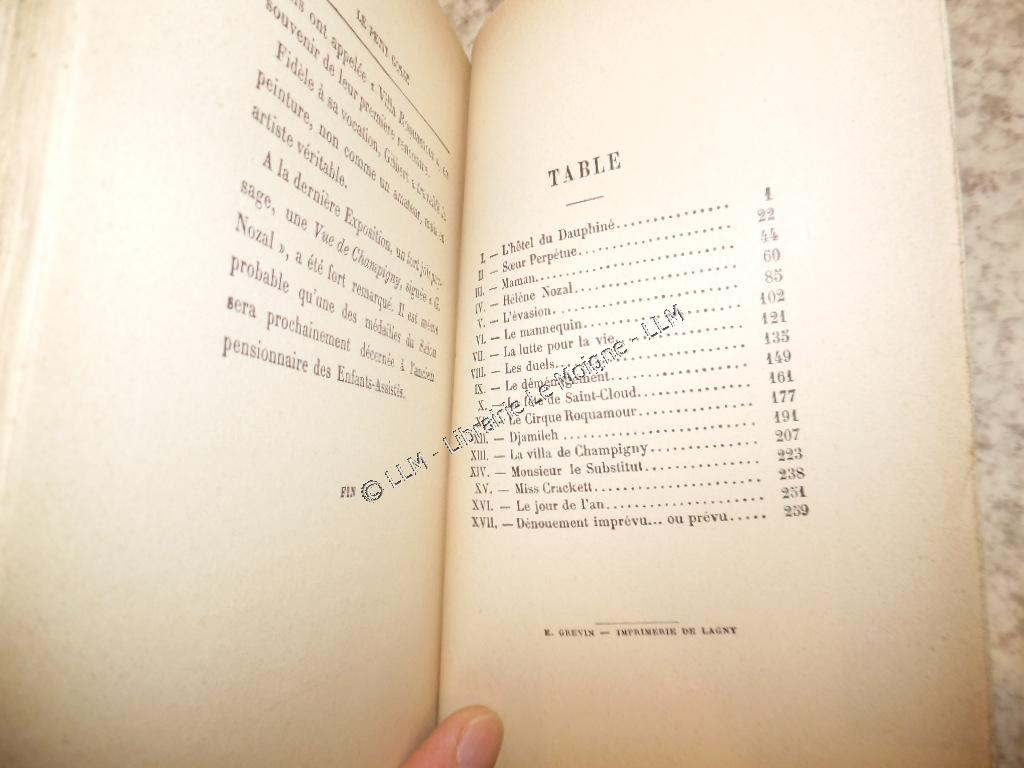 LE PETIT GOSSE
ont appelée « Villa
souvenir de leur première rencontre.
Fidèle à sa vocation, Gilbert a travaillé la
peinture, non comme un amateur, mais en
artiste véritable.
A la dernière Exposition, un fort joli pay-
sage, une Vue de Champigny, signée « G.
Nozal », a été fort remarqué. Il est même
probable qu'une des médailles du Salon
sera prochainement décernée à l'ancien
pensionnaire des Enfants-Assistés.
FIN
TABLE
I. — L'hôtel du Dauphiné. 1
II — Sœur Perpétue. 22
III. — Maman. 44
IV. — Hélène Nozal. 60
V. — L'évasion. 85
VI. — Le mannequin. 102
VII. — La lutte pour la vie. 121
VIII. — Les duels. 135
IX. — Le déménagement. 149
X. — La fête de Saint-Cloud. 161
XI. — Le Cirque Roquamour. 177
XII. — Djamileh. 191
XIII. — La villa de Champigny. 207
XIV. — Monsieur le Substitut. 223
XV. — Miss Crackett. 238
XVI. — Le jour de l'an. 251
XVII. — Dénouement imprévu... ou prévu. 259
E. GREVIN — IMPRIMERIE DE LAGNY
© LLM - Librairie Le Moigne - LLM